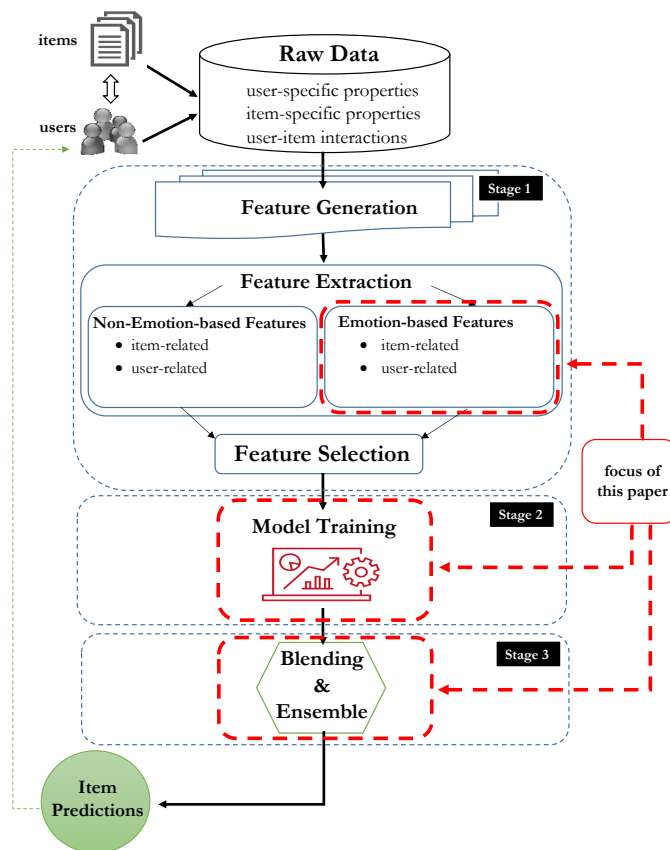 items
users
Raw Data
user-specific properties
item-specific properties
user-item interactions
Stage 1
Feature Generation
Feature Extraction
Non-Emotion-based Features
• item-related
• user-related
Emotion-based Features
• item-related
• user-related
Feature Selection
focus of
this paper
Stage 2
Model Training
Stage 3
Blending
&
Ensemble
Item
Predictions